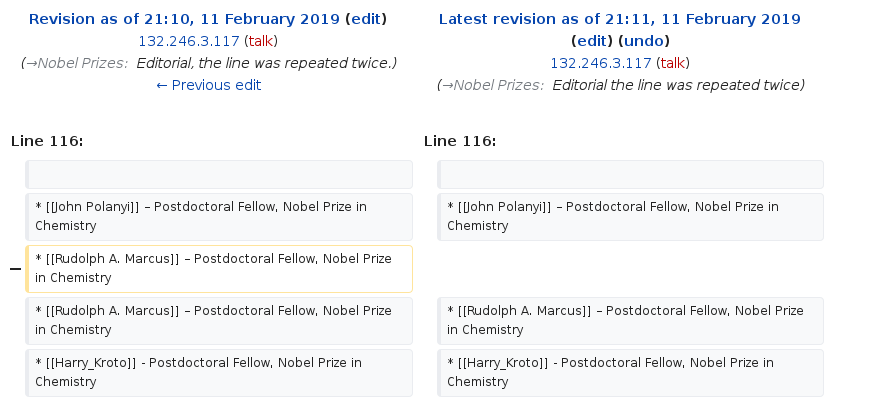 Revision as of 21:10, 11 February 2019 (edit)
132.246.3.117 (talk)
(→Nobel Prizes: Editorial, the line was repeated twice.)
← Previous edit
Latest revision as of 21:11, 11 February 2019
(edit) (undo)
132.246.3.117 (talk)
(→Nobel Prizes: Editorial the line was repeated twice)
Line 116:
Line 116:
* [[John Polanyi]] – Postdoctoral Fellow, Nobel Prize in
Chemistry
* [[John Polanyi]] – Postdoctoral Fellow, Nobel Prize in
Chemistry
−
* [[Rudolph A. Marcus]] – Postdoctoral Fellow, Nobel Prize
in Chemistry
* [[Rudolph A. Marcus]] – Postdoctoral Fellow, Nobel Prize
in Chemistry
* [[Rudolph A. Marcus]] – Postdoctoral Fellow, Nobel Prize
in Chemistry
* [[Harry_Kroto]] - Postdoctoral Fellow, Nobel Prize in
Chemistry
* [[Harry_Kroto]] - Postdoctoral Fellow, Nobel Prize in
Chemistry